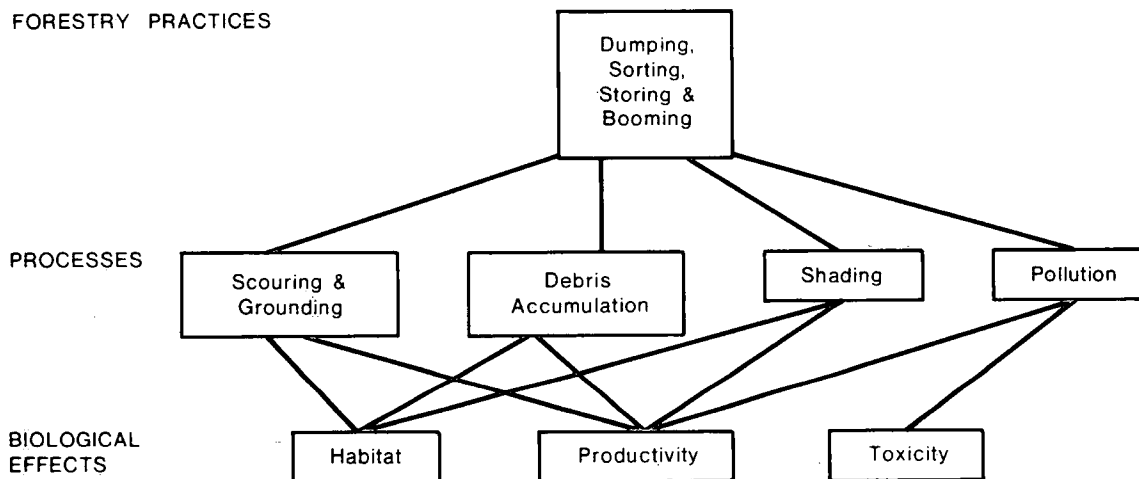 FORESTRY PRACTICES
Dumping,
Sorting,
Storing &
Booming
PROCESSES
Scouring &
Grounding
Debris
Accumulation
Shading
Pollution
BIOLOGICAL
EFFECTS
Habitat
Productivity
Toxicity